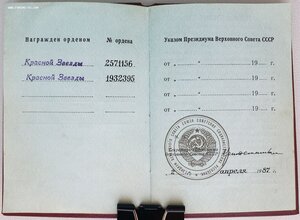 Награжден орденом
№ ордена
Красной Звезды 2571156
Красной Звезды 1932395
Указом Президиума Верховного Совета СССР
от „ “ 19 г.
от „ “ 19 г.
от „ “ 19 г.
от „ “ 19 г.
апреля 1987 г.